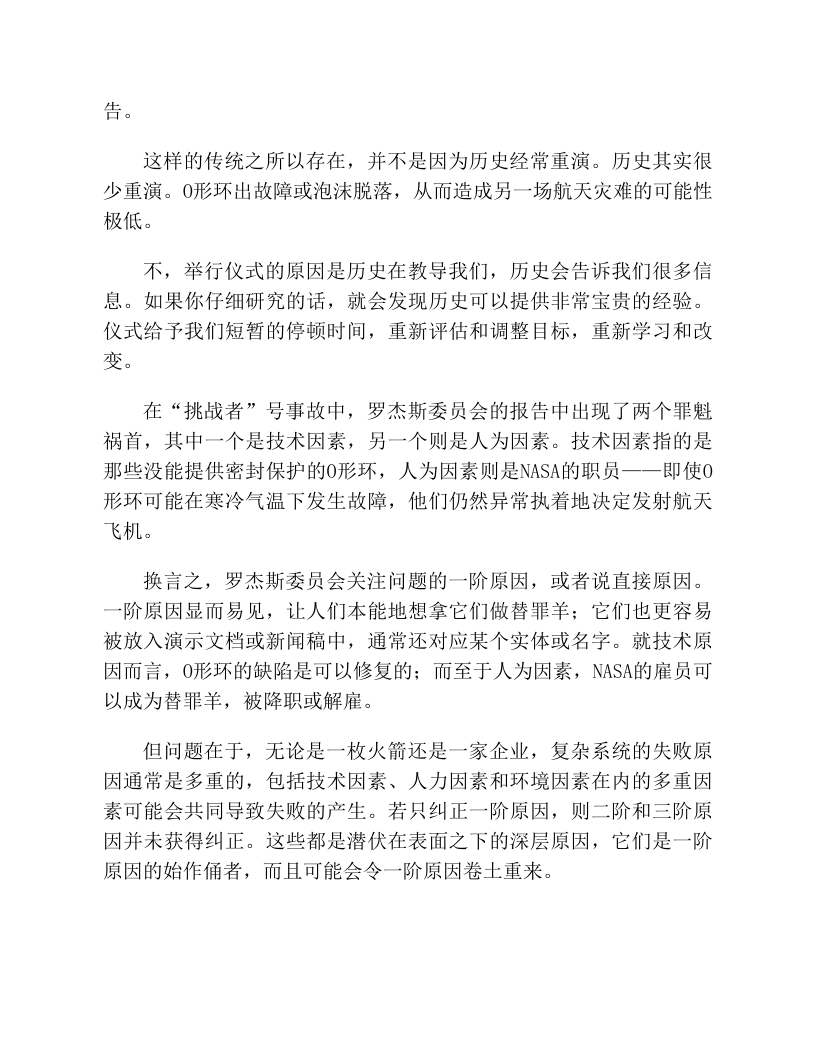 告。
这样的传统之所以存在，并不是因为历史经常重演。历史其实很
少重演。O形环出故障或泡沫脱落，从而造成另一场航天灾难的可能性
极低。
不，举行仪式的原因是历史在教导我们，历史会告诉我们很多信
息。如果你仔细研究的话，就会发现历史可以提供非常宝贵的经验。
仪式给予我们短暂的停顿时间，重新评估和调整目标，重新学习和改
变。
在“挑战者”号事故中，罗杰斯委员会的报告中出现了两个罪魁
祸首，其中一个是技术因素，另一个则是人为因素。技术因素指的是
那些没能提供密封保护的O形环，人为因素则是NASA的职员——即使O
形环可能在寒冷气温下发生故障，他们仍然异常执着地决定发射航天
飞机。
换言之，罗杰斯委员会关注问题的一阶原因，或者说直接原因。
一阶原因显而易见，让人们本能地想拿它们做替罪羊；它们也更容易
被放入演示文档或新闻稿中，通常还对应某个实体或名字。就技术原
因而言，O形环的缺陷是可以修复的；而至于人为因素，NASA的雇员可
以成为替罪羊，被降职或解雇。
但问题在于，无论是一枚火箭还是一家企业，复杂系统的失败原
因通常是多重的，包括技术因素、人力因素和环境因素在内的多重因
素可能会共同导致失败的产生。若只纠正一阶原因，则二阶和三阶原
因并未获得纠正。这些都是潜伏在表面之下的深层原因，它们是一阶
原因的始作俑者，而且可能会令一阶原因卷土重来。